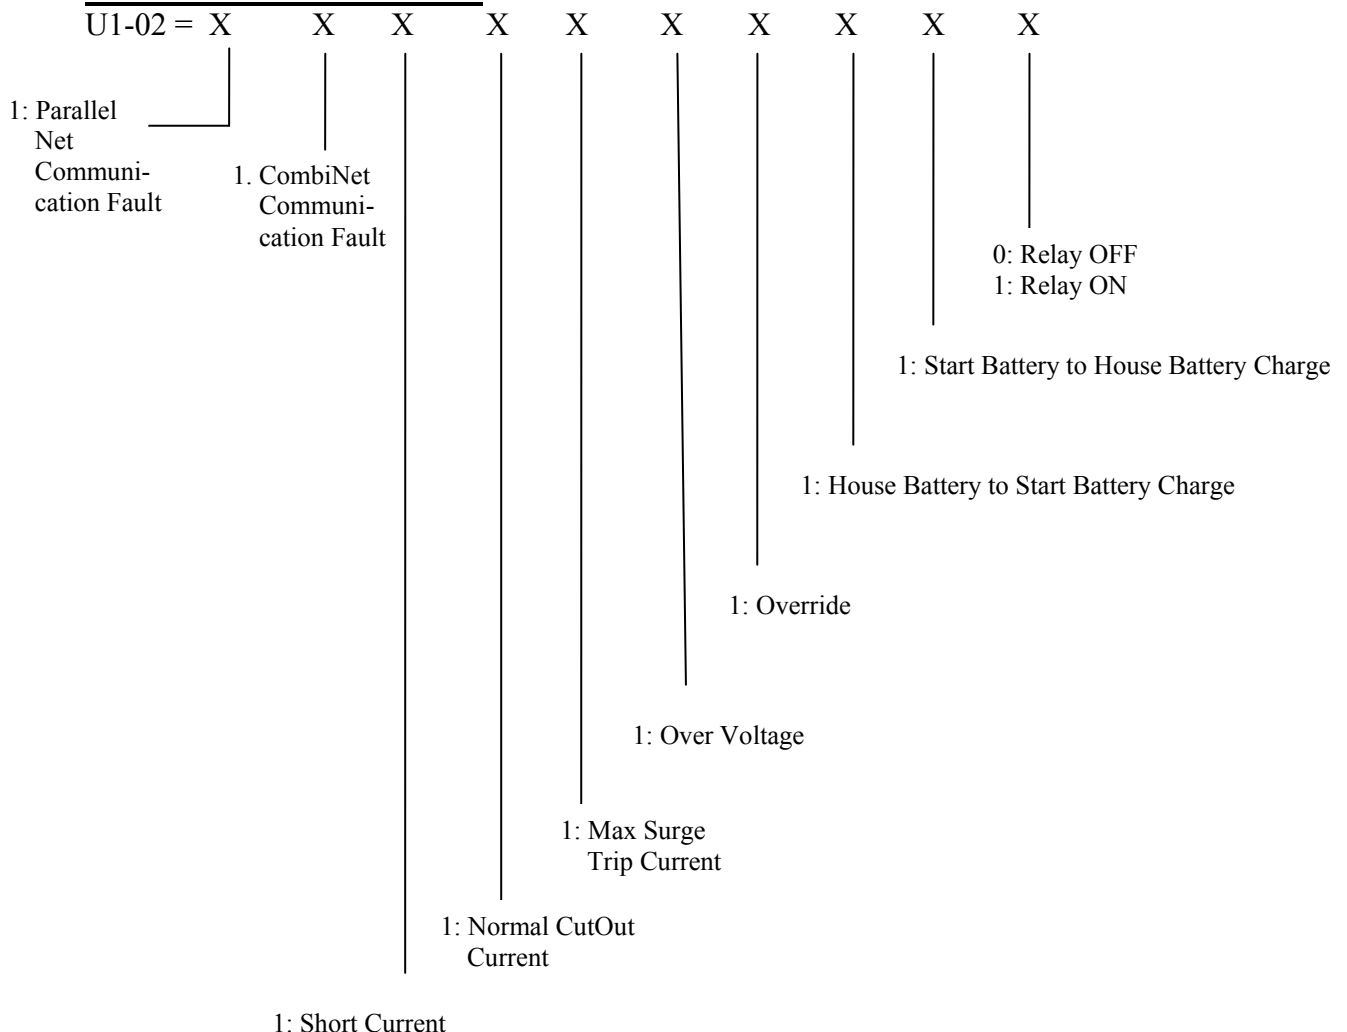 U1-02 = X X X X X X X X X X
1: Parallel
Net
Communi-
cation Fault
1. CombiNet
Communi-
cation Fault
0: Relay OFF
1: Relay ON
1: Start Battery to House Battery Charge
1: House Battery to Start Battery Charge
1: Override
1: Over Voltage
1: Max Surge
Trip Current
1: Normal CutOut
Current
1: Short Current